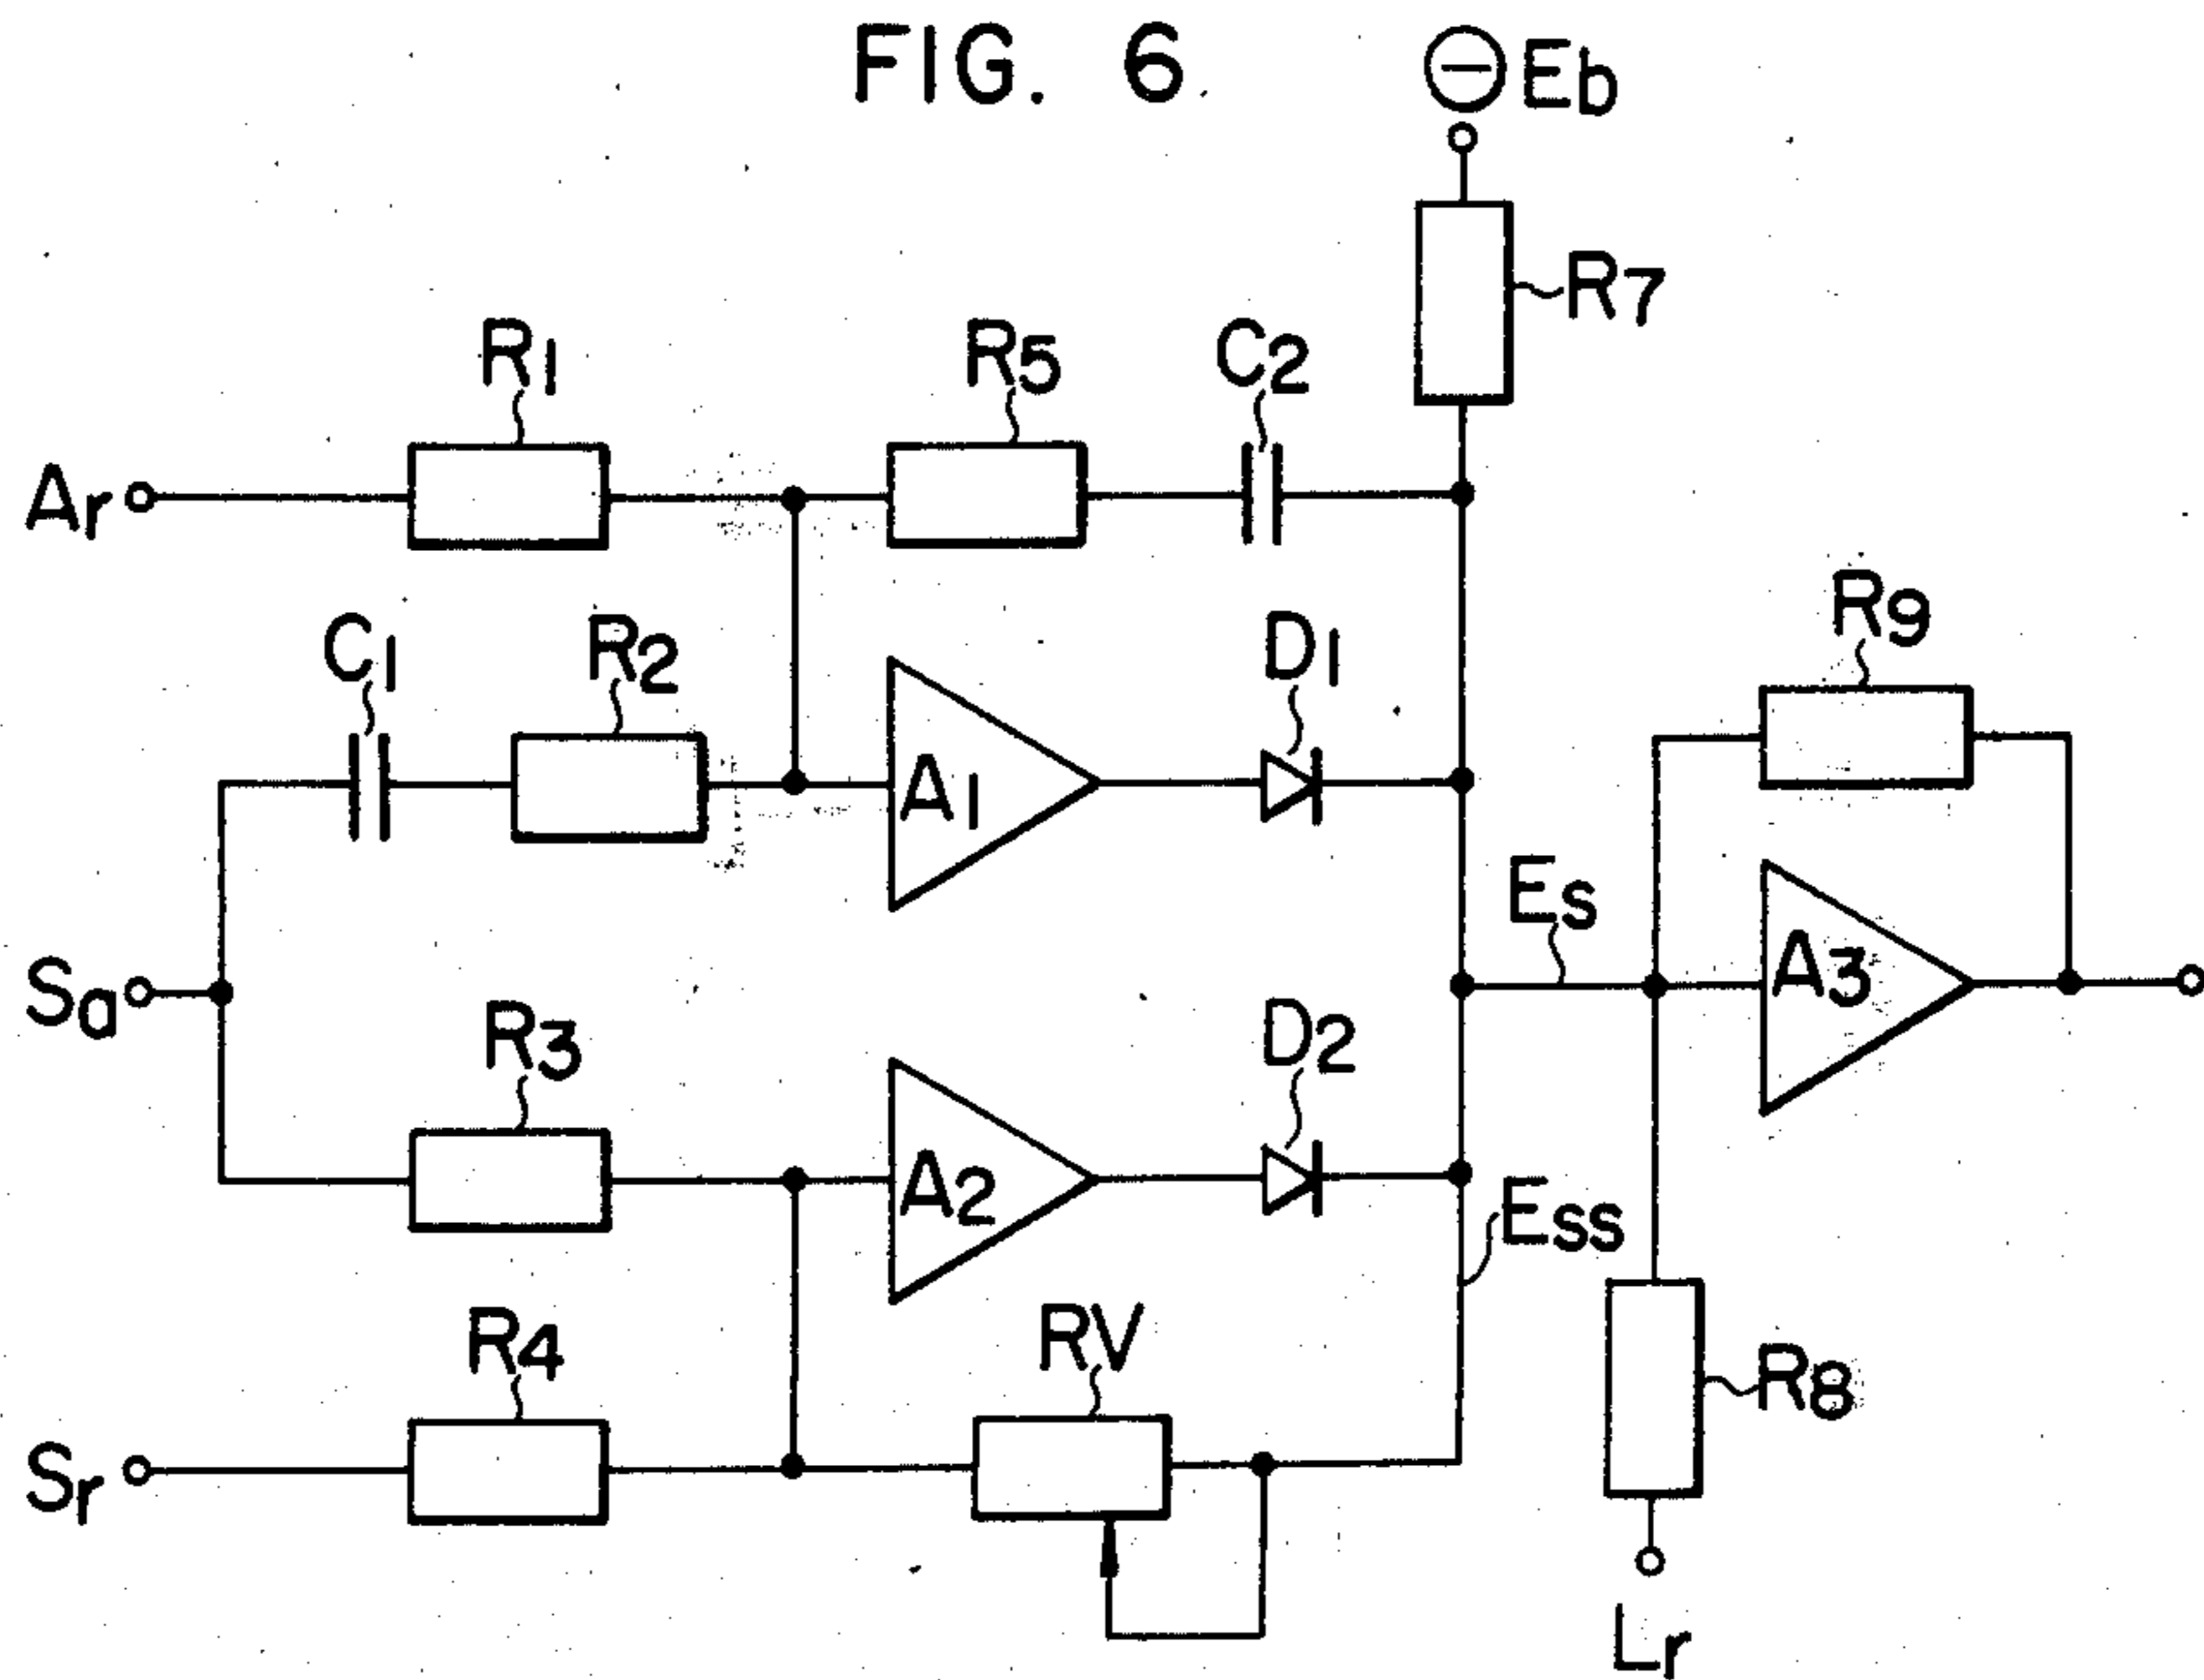 FIG. 6
⊖ Eb
R7
R1
R5
C2
Ar
C1
R2
D1
R9
A1
Es
A3
Sa
R3
D2
A2
Ess
R4
RV
R8
Sr
Lr